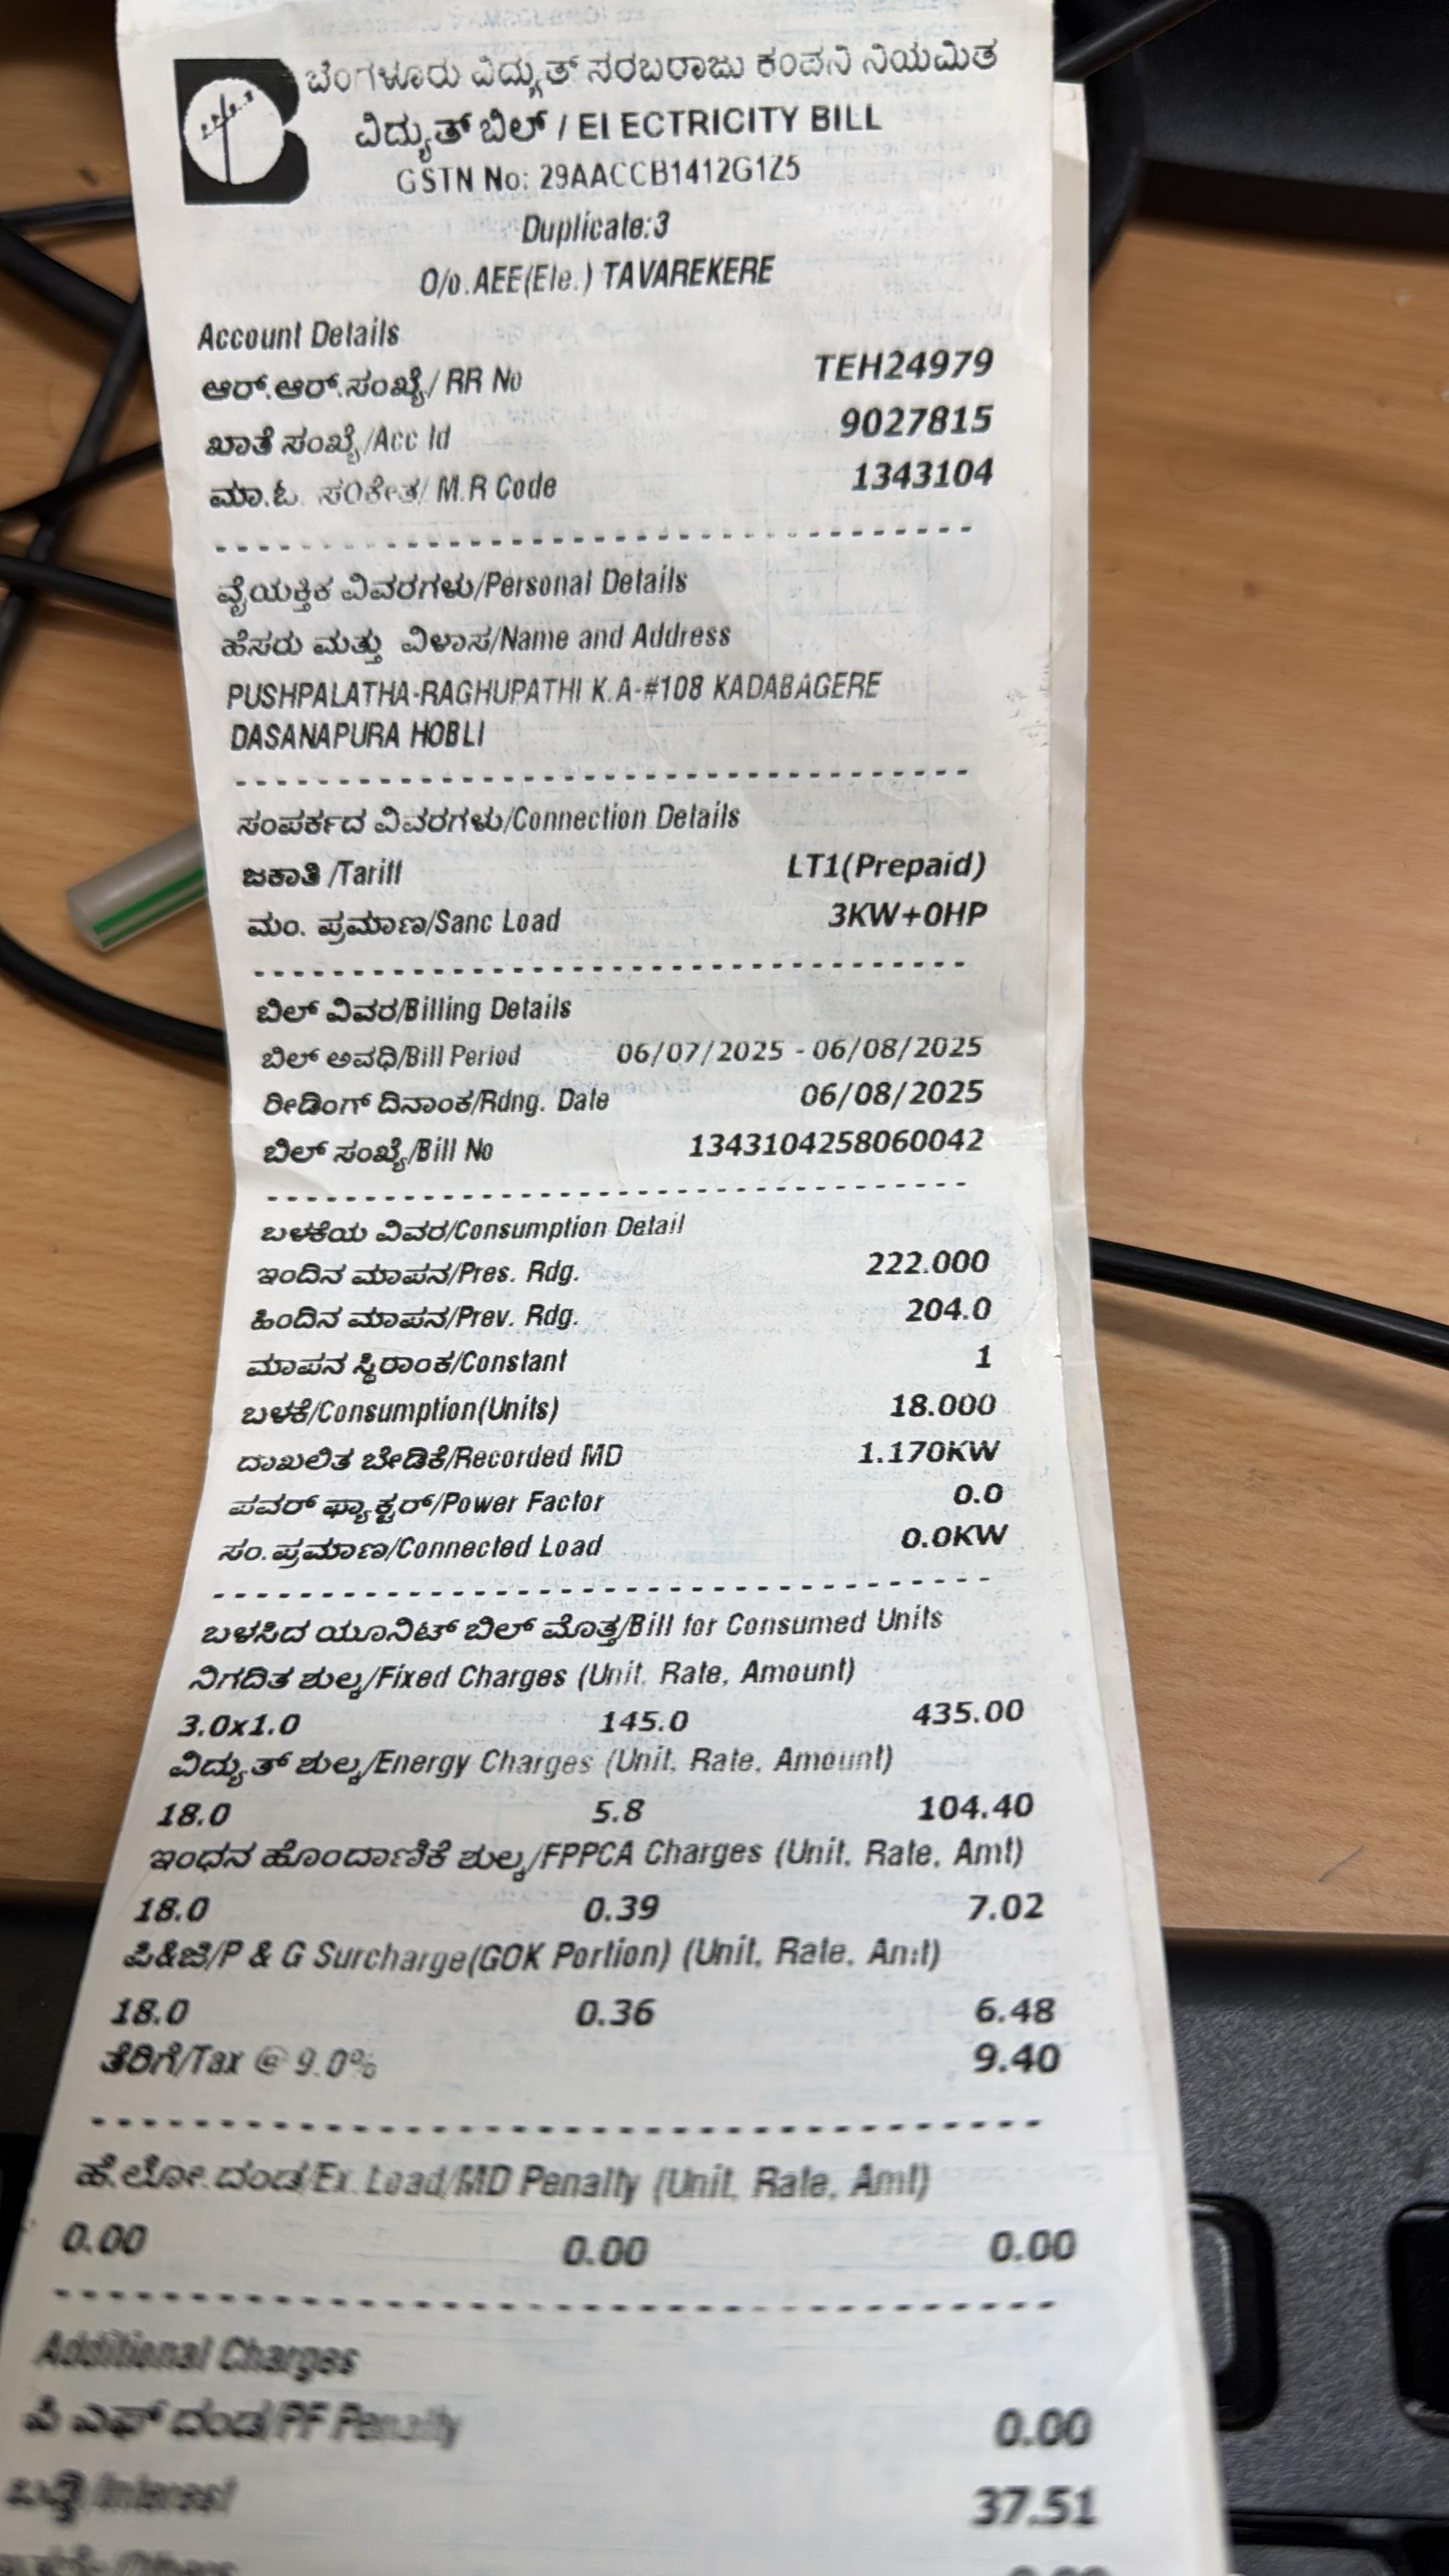 ಬೆಂಗಳೂರು ವಿದ್ಯುತ್ ಸರಬರಾಜು ಕಂಪನಿ ನಿಯಮಿತ
ವಿದ್ಯುತ್ ಬಿಲ್ / ELECTRICITY BILL
GSTN No: 29AACCB1412G1Z5
Duplicate:3
O/o.AEE(Ele.) TAVAREKERE
Account Details
ಆರ್.ಆರ್.ಸಂಖ್ಯೆ/ RR No TEH24979
ಖಾತೆ ಸಂಖ್ಯೆ/Acc Id 9027815
ಮಾ.ಓ. ಸಂಕೇತ/ M.R Code 1343104
ವೈಯಕ್ತಿಕ ವಿವರಗಳು/Personal Details
ಹೆಸರು ಮತ್ತು ವಿಳಾಸ/Name and Address
PUSHPALATHA-RAGHUPATHI K.A-#108 KADABAGERE
DASANAPURA HOBLI
ಸಂಪರ್ಕದ ವಿವರಗಳು/Connection Details
ಜಕಾತಿ /Tariff LT1(Prepaid)
ಮಂ. ಪ್ರಮಾಣ/Sanc Load 3KW+0HP
ಬಿಲ್ ವಿವರ/Billing Details
ಬಿಲ್ ಅವಧಿ/Bill Period 06/07/2025 - 06/08/2025
ರೀಡಿಂಗ್ ದಿನಾಂಕ/Rdng. Date 06/08/2025
ಬಿಲ್ ಸಂಖ್ಯೆ/Bill No 1343104258060042
ಬಳಕೆಯ ವಿವರ/Consumption Detail
ಇಂದಿನ ಮಾಪನ/Pres. Rdg. 222.000
ಹಿಂದಿನ ಮಾಪನ/Prev. Rdg. 204.0
ಮಾಪನ ಸ್ಥಿರಾಂಕ/Constant 1
ಬಳಕೆ/Consumption(Units) 18.000
ದಾಖಲಿತ ಬೇಡಿಕೆ/Recorded MD 1.170KW
ಪವರ್ ಫ್ಯಾಕ್ಟರ್/Power Factor 0.0
ಸಂ.ಪ್ರಮಾಣ/Connected Load 0.0KW
ಬಳಸಿದ ಯೂನಿಟ್ ಬಿಲ್ ಮೊತ್ತ/Bill for Consumed Units
ನಿಗದಿತ ಶುಲ್ಕ/Fixed Charges (Unit, Rate, Amount)
3.0x1.0 145.0 435.00
ವಿದ್ಯುತ್ ಶುಲ್ಕ/Energy Charges (Unit, Rate, Amount)
18.0 5.8 104.40
ಇಂಧನ ಹೊಂದಾಣಿಕೆ ಶುಲ್ಕ/FPPCA Charges (Unit, Rate, Amt)
18.0 0.39 7.02
ಪಿ&ಜಿ/P & G Surcharge(GOK Portion) (Unit, Rate, Amt)
18.0 0.36 6.48
ತೆರಿಗೆ/Tax @ 9.0% 9.40
ಹೆ.ಲೋ.ದಂಡ/Ex. Load/MD Penalty (Unit, Rate, Amt)
0.00 0.00 0.00
Additional Charges
ಪಿ ಎಫ್ ದಂಡ/PF Penalty 0.00
ಬಡ್ಡಿ /Interest 37.51